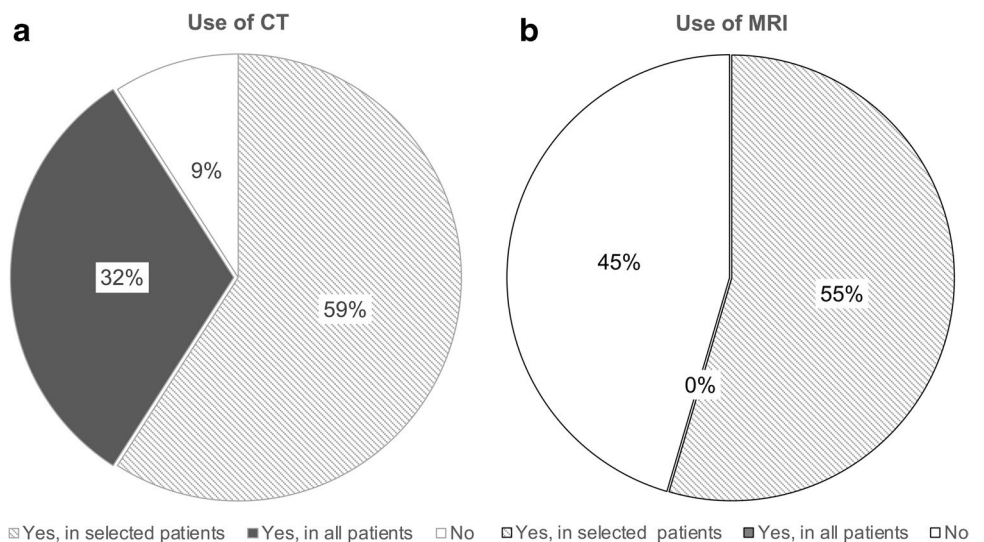 a
Use of CT
9%
32%
59%
Yes, in selected patients Yes, in all patients No
b
Use of MRI
45%
55%
0%
Yes, in selected patients Yes, in all patients No